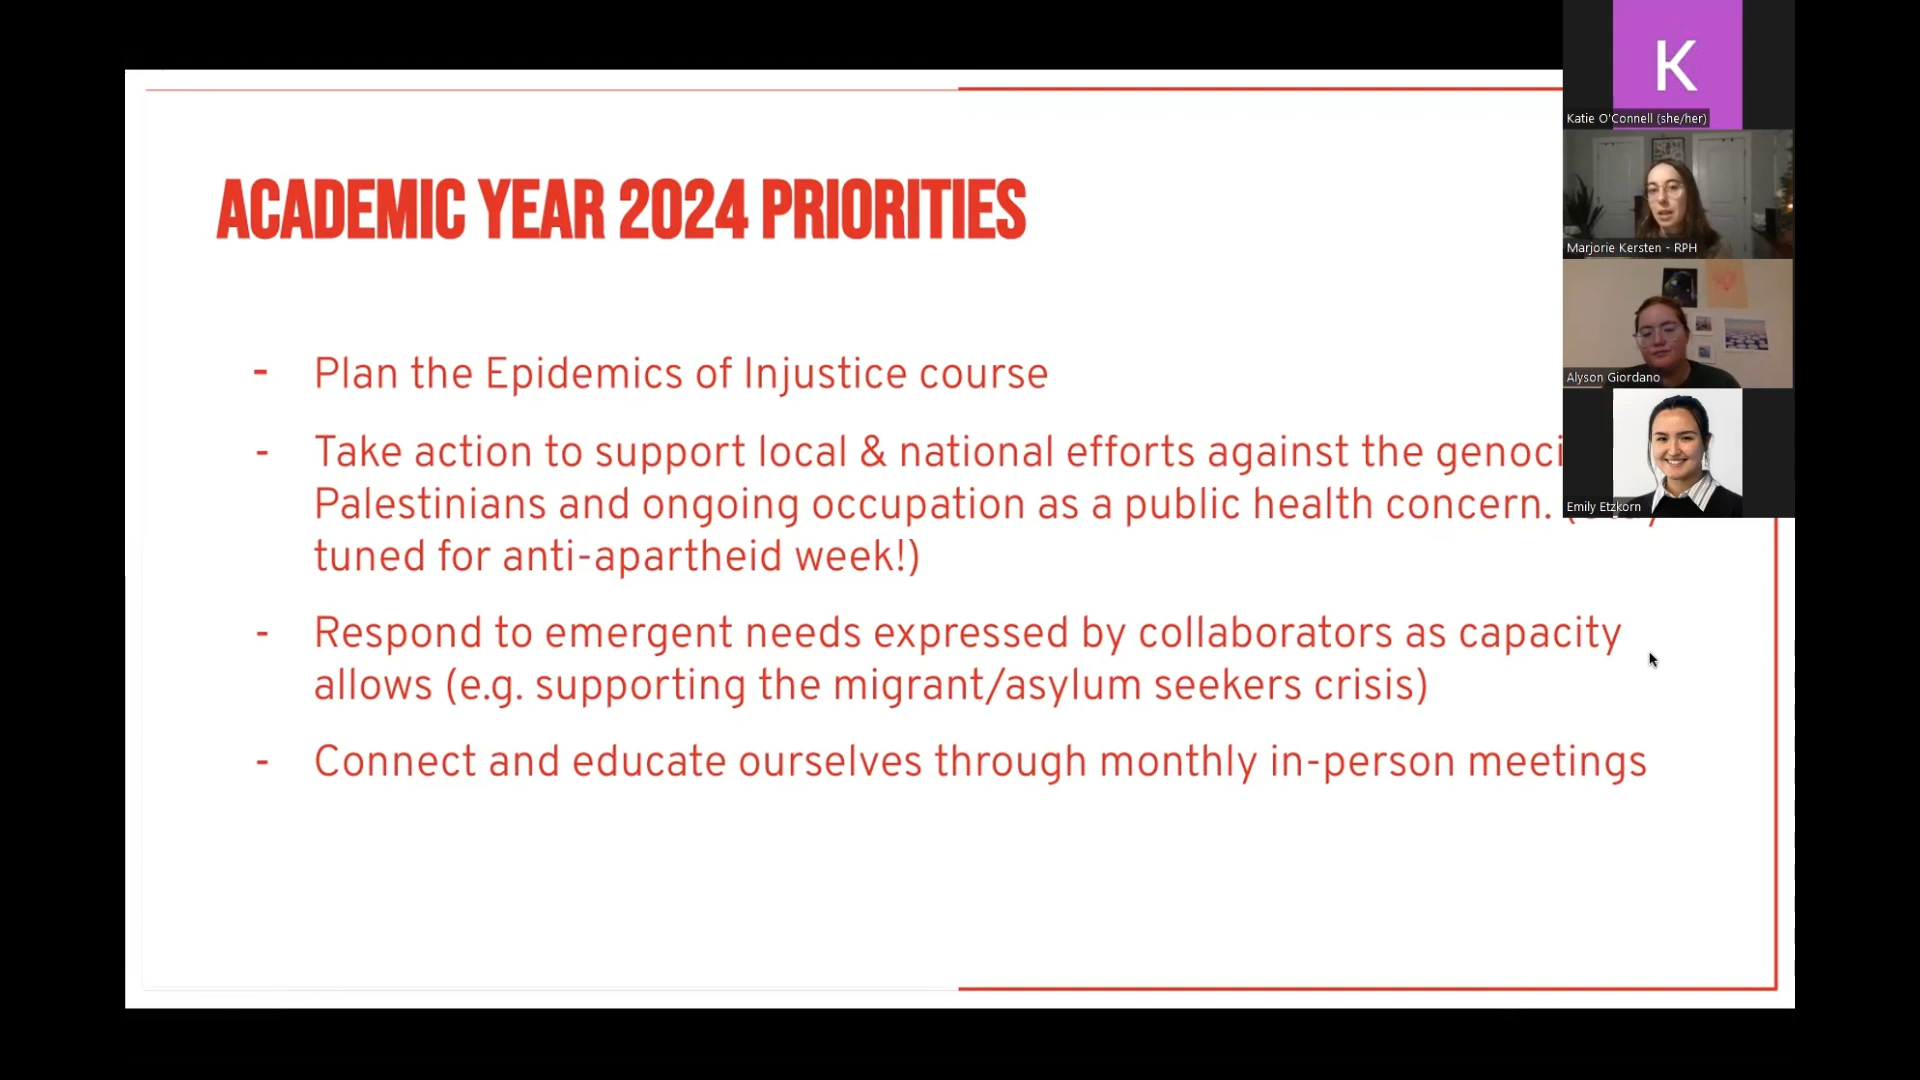 ACADEMIC YEAR 2024 PRIORITIES
- Plan the Epidemics of Injustice course
- Take action to support local & national efforts against the
Palestinians and ongoing occupation as a public health concern.
tuned for anti-apartheid week!)
- Respond to emergent needs expressed by collaborators as capacity
allows (e.g. supporting the migrant/asylum seekers crisis)
- Connect and educate ourselves through monthly in-person meetings
K
Katie O'Connell (she/her)
Marjorie Kersten - RPH
Alyson Giordano
Emily Etzkorn